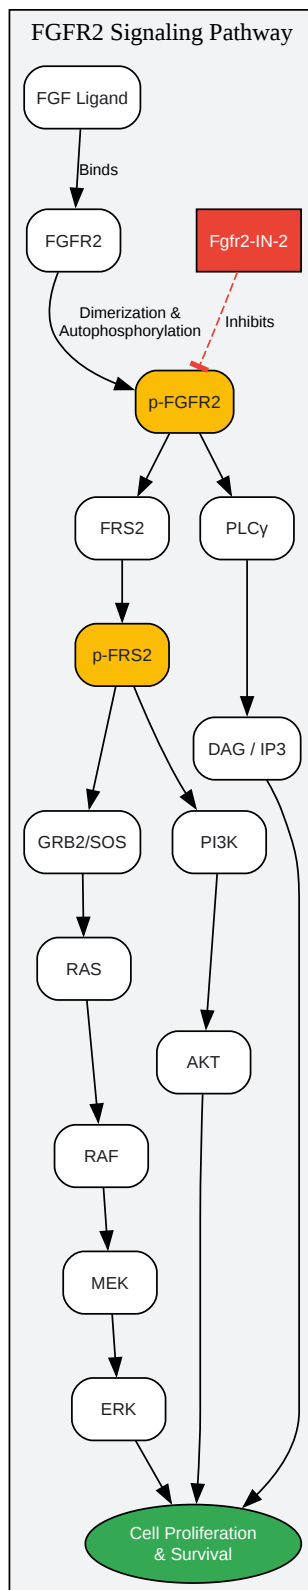 FGFR2 Signaling Pathway
FGF Ligand
Binds
FGFR2
Fgfr2-IN-2
Dimerization &
Autophosphorylation
Inhibits
p-FGFR2
FRS2
PLCγ
p-FRS2
DAG / IP3
GRB2/SOS
PI3K
RAS
AKT
RAF
MEK
ERK
Cell Proliferation
& Survival